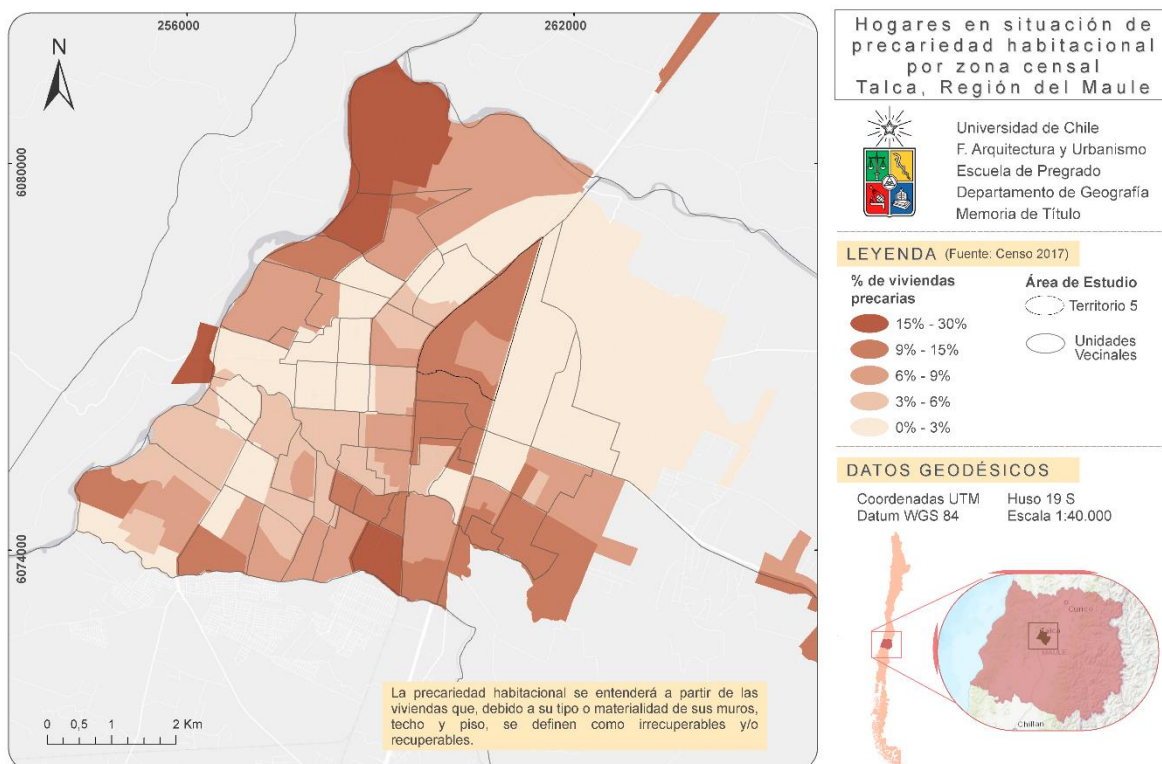 256000
262000
6080000
6074000
N
0 0,5 1 2 Km
La precariedad habitacional se entenderá a partir de las
viviendas que, debido a su tipo o materialidad de sus muros,
techo y piso, se definen como irrecuperables y/o
recuperables.
Hogares en situación de
precariedad habitacional
por zona censal
Talca, Región del Maule
Universidad de Chile
F. Arquitectura y Urbanismo
Escuela de Pregrado
Departamento de Geografía
Memoria de Título
LEYENDA (Fuente: Censo 2017)
% de viviendas
precarias
15% - 30%
9% - 15%
6% - 9%
3% - 6%
0% - 3%
Área de Estudio
Territorio 5
Unidades
Vecinales
DATOS GEODÉSICOS
Coordenadas UTM
Datum WGS 84
Huso 19 S
Escala 1:40.000
Talca
MAULE
Chillan